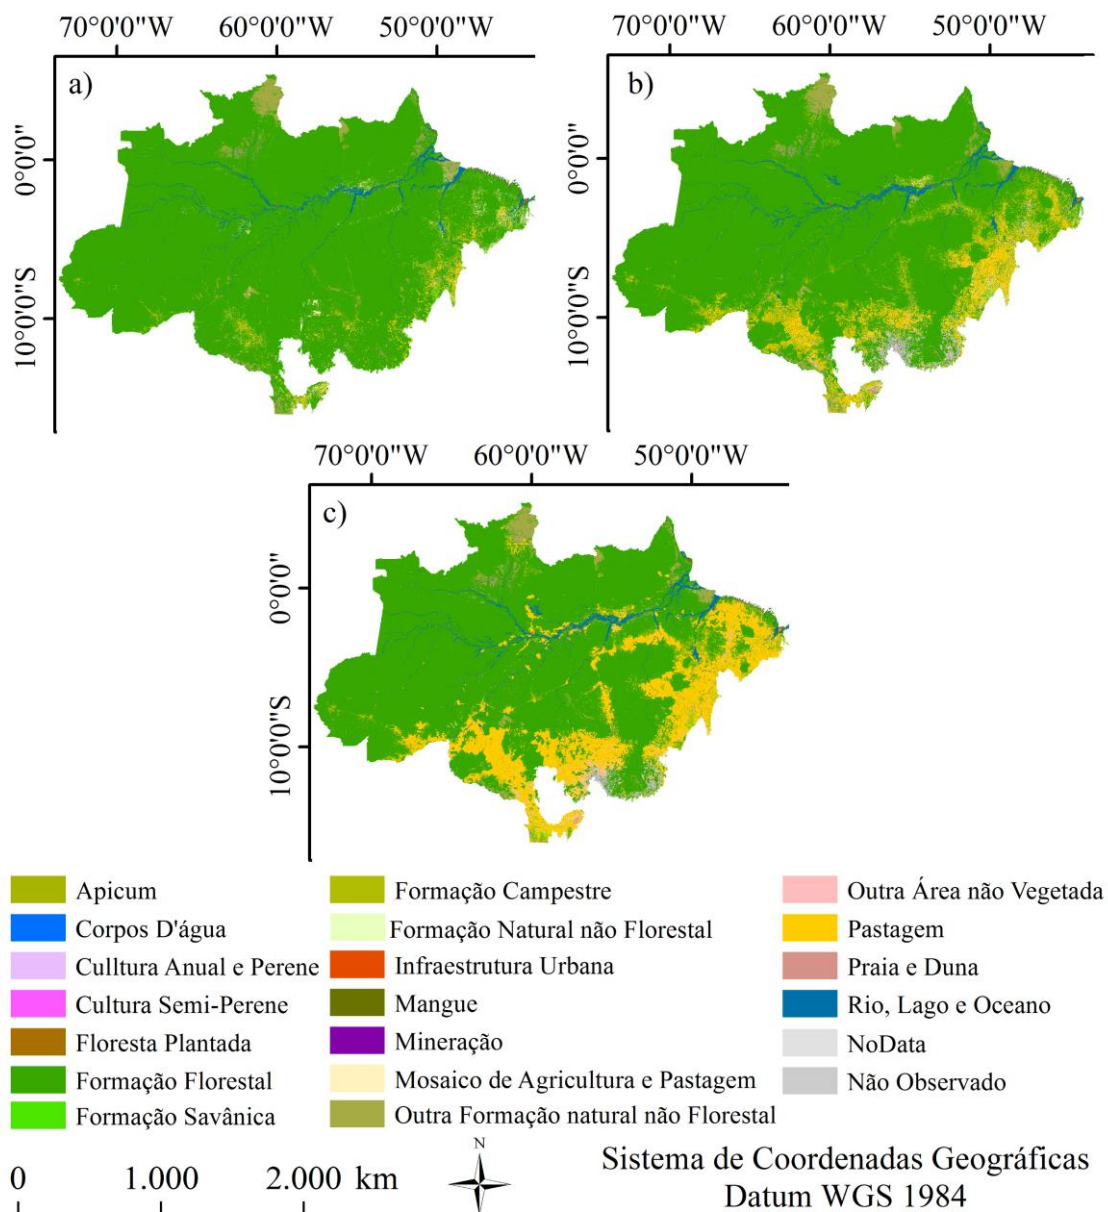 70°0'0"W 60°0'0"W 50°0'0"W
70°0'0"W 60°0'0"W 50°0'0"W
a)
b)
0°0'0"
10°0'0"S
0°0'0"
10°0'0"S
70°0'0"W 60°0'0"W 50°0'0"W
c)
0°0'0"
10°0'0"S
Apicum
Corpos D'água
Culltura Anual e Perene
Cultura Semi-Perene
Floresta Plantada
Formação Florestal
Formação Savânica
Formação Campestre
Formação Natural não Florestal
Infraestrutura Urbana
Mangue
Mineração
Mosaico de Agricultura e Pastagem
Outra Formação natural não Florestal
Outra Área não Vegetada
Pastagem
Praia e Duna
Rio, Lago e Oceano
NoData
Não Observado
0 1.000 2.000 km
N
Sistema de Coordenadas Geográficas
Datum WGS 1984